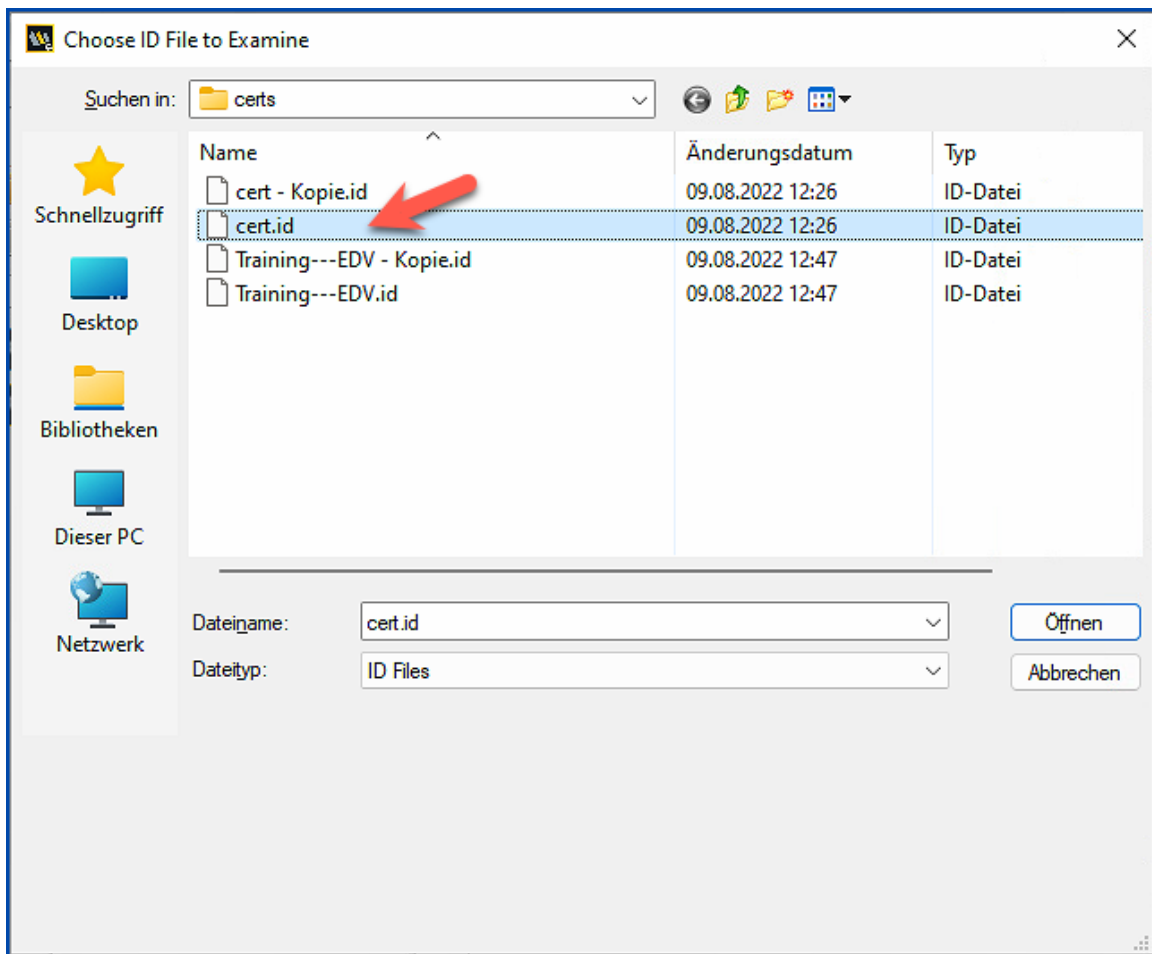 Choose ID File to Examine
Suchen in: certs
Name Änderungsdatum Typ
cert - Kopie.id 09.08.2022 12:26 ID-Datei
cert.id 09.08.2022 12:26 ID-Datei
Training---EDV - Kopie.id 09.08.2022 12:47 ID-Datei
Training---EDV.id 09.08.2022 12:47 ID-Datei
Schnellzugriff
Desktop
Bibliotheken
Dieser PC
Netzwerk
Dateiname: cert.id Öffnen
Dateityp: ID Files Abbrechen